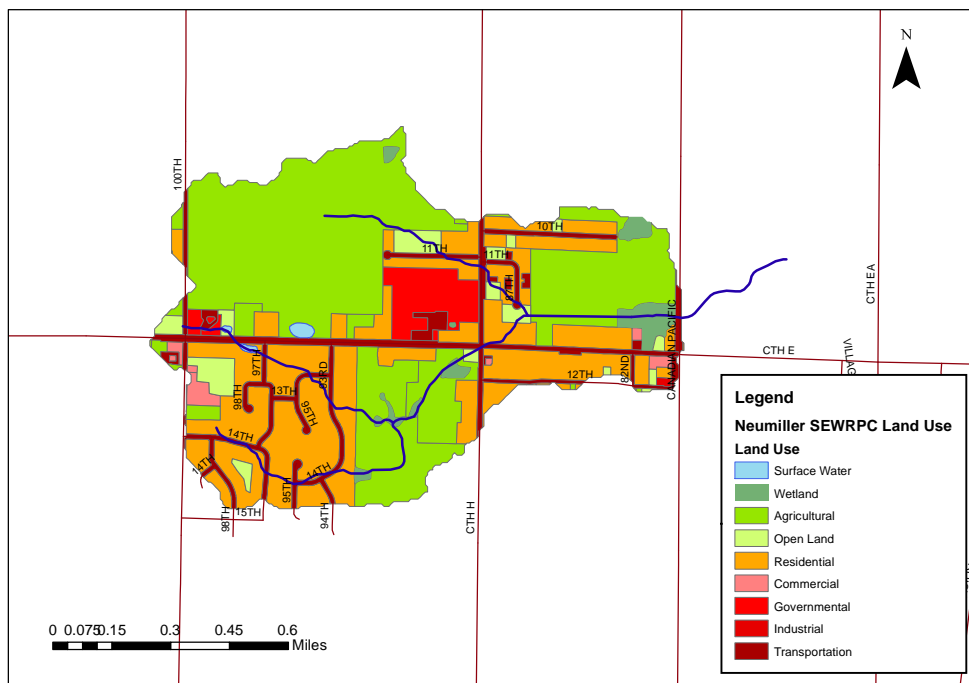 N
100TH
10TH
11TH
11TH
87TH
CTH EA
CANADIAN PACIFIC
CTH E
VILLAG
97TH
93RD
82ND
12TH
98TH
13TH
95TH
14TH
14TH
14TH
95TH
98TH
15TH
94TH
CTH H
0 0.075 0.15 0.3 0.45 0.6
Miles
Legend
Neumiller SEWRPC Land Use
Land Use
Surface Water
Wetland
Agricultural
Open Land
Residential
Commercial
Governmental
Industrial
Transportation